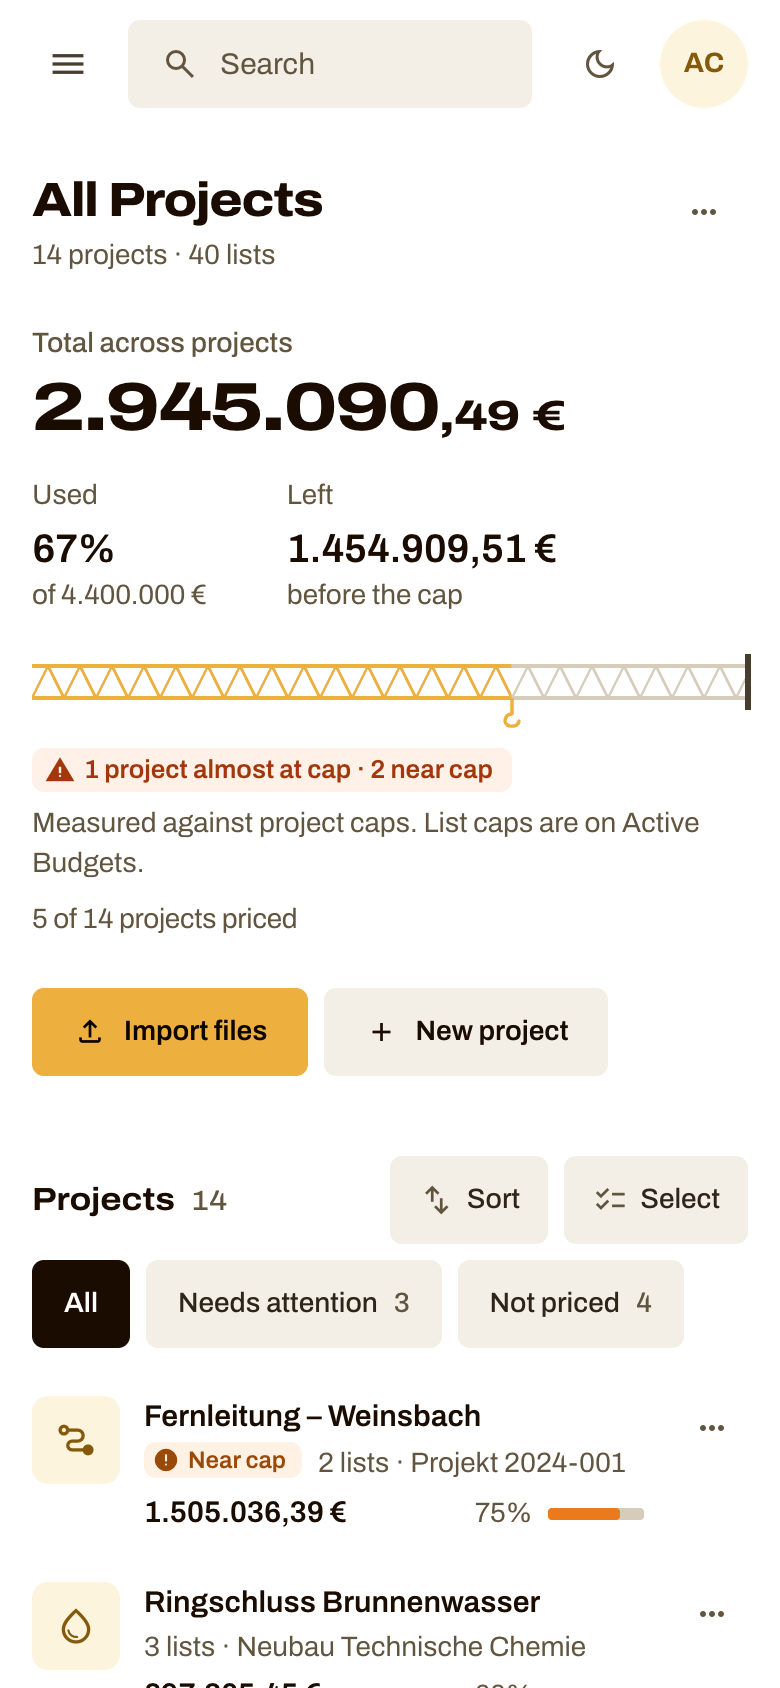 Search
AC
All Projects
14 projects · 40 lists
Total across projects
2.945.090,49 €
Used
Left
67%
1.454.909,51 €
of 4.400.000 €
before the cap
1 project almost at cap · 2 near cap
Measured against project caps. List caps are on Active
Budgets.
5 of 14 projects priced
Import files
New project
Projects 14
Sort
Select
All
Needs attention 3
Not priced 4
Fernleitung – Weinsbach
Near cap 2 lists · Projekt 2024-001
1.505.036,39 € 75%
Ringschluss Brunnenwasser
3 lists · Neubau Technische Chemie